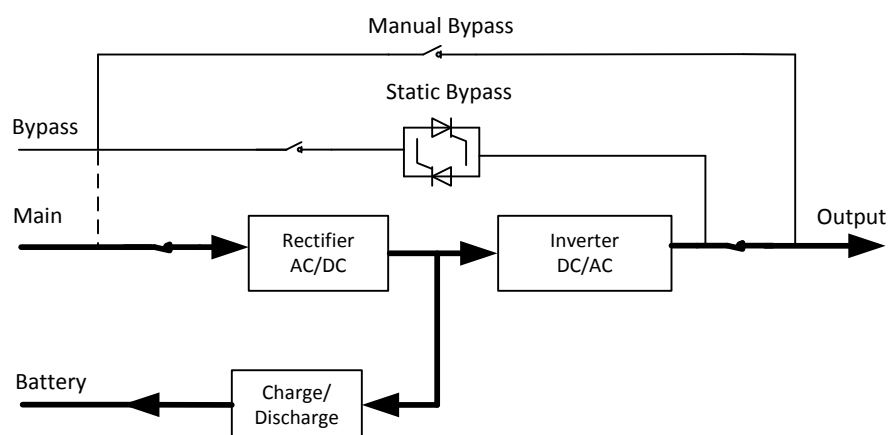 Manual Bypass
Static Bypass
Bypass
Main
Rectifier
AC/DC
Inverter
DC/AC
Output
Battery
Charge/
Discharge